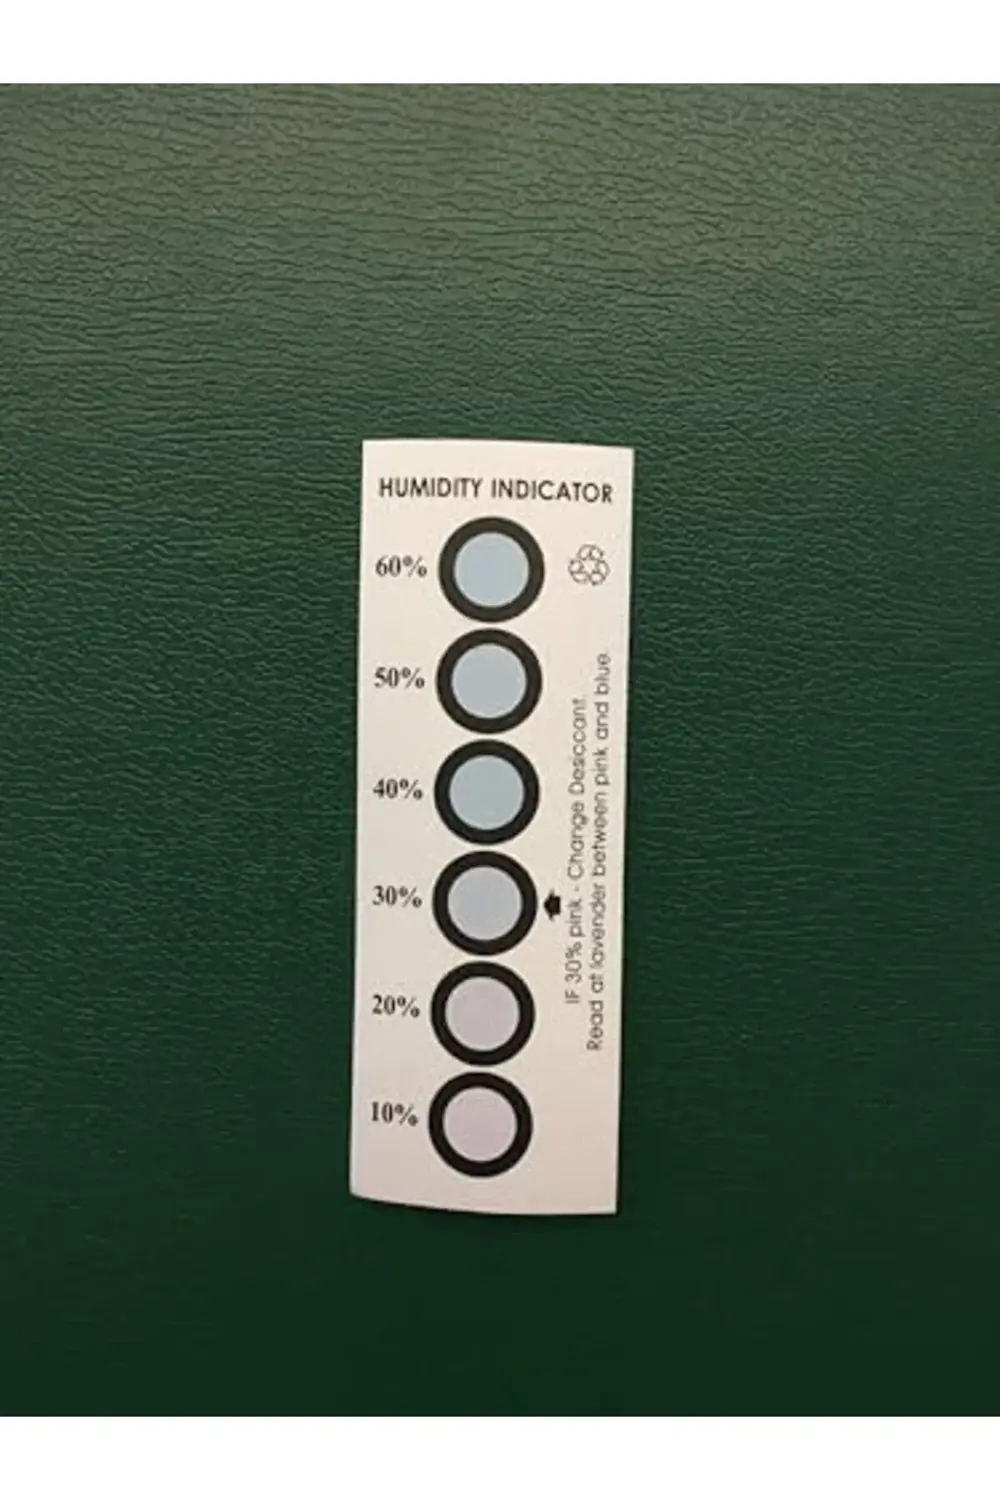 HUMIDITY INDICATOR
60%
50%
40%
30%
20%
10%
IF 30% pink - Change Desiccant.
Read at lavender between pink and blue.